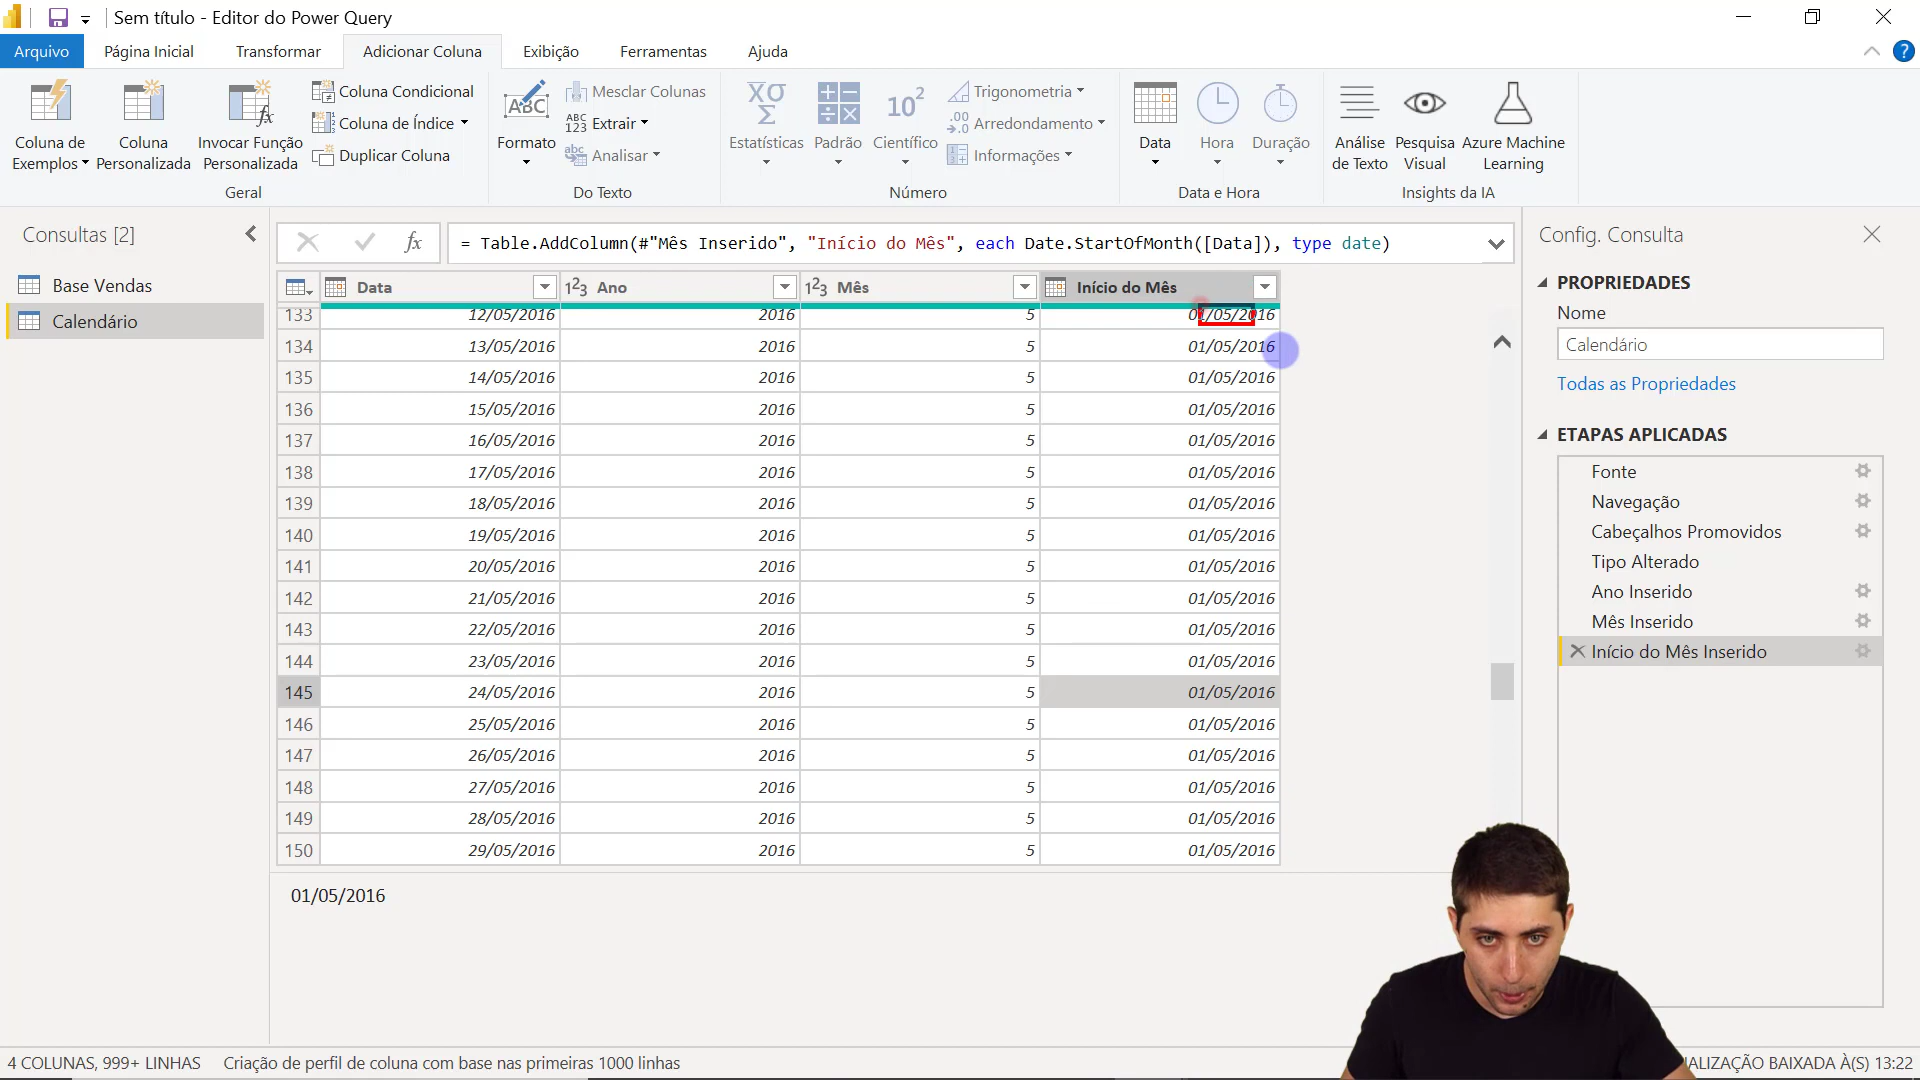 Sem título - Editor do Power Query
Arquivo Página Inicial Transformar Adicionar Coluna Exibição Ferramentas Ajuda
?
Coluna de Exemplos
Coluna Personalizada
Invocar Função Personalizada
Coluna Condicional
Coluna de Índice
Duplicar Coluna
Geral
ABC
Formato
Mesclar Colunas
ABC 123 Extrair
abc Analisar
Do Texto
XΟ Σ
Estatísticas
Padrão
10²
Científico
Trigonometria
.00 Arredondamento
Informações
Número
Data
Hora
Duração
Data e Hora
Análise de Texto
Pesquisa Visual
Azure Machine Learning
Insights da IA
Consultas [2]
Base Vendas
Calendário
fx
= Table.AddColumn(#"Mês Inserido", "Início do Mês", each Date.StartOfMonth([Data]), type date)
Data 1²3 Ano 1²3 Mês Início do Mês
133 12/05/2016 2016 5 01/05/2016
134 13/05/2016 2016 5 01/05/2016
135 14/05/2016 2016 5 01/05/2016
136 15/05/2016 2016 5 01/05/2016
137 16/05/2016 2016 5 01/05/2016
138 17/05/2016 2016 5 01/05/2016
139 18/05/2016 2016 5 01/05/2016
140 19/05/2016 2016 5 01/05/2016
141 20/05/2016 2016 5 01/05/2016
142 21/05/2016 2016 5 01/05/2016
143 22/05/2016 2016 5 01/05/2016
144 23/05/2016 2016 5 01/05/2016
145 24/05/2016 2016 5 01/05/2016
146 25/05/2016 2016 5 01/05/2016
147 26/05/2016 2016 5 01/05/2016
148 27/05/2016 2016 5 01/05/2016
149 28/05/2016 2016 5 01/05/2016
150 29/05/2016 2016 5 01/05/2016
01/05/2016
Config. Consulta
PROPRIEDADES
Nome
Calendário
Todas as Propriedades
ETAPAS APLICADAS
Fonte
Navegação
Cabeçalhos Promovidos
Tipo Alterado
Ano Inserido
Mês Inserido
Início do Mês Inserido
4 COLUNAS, 999+ LINHAS Criação de perfil de coluna com base nas primeiras 1000 linhas
BAIXADA À(S) 13:22